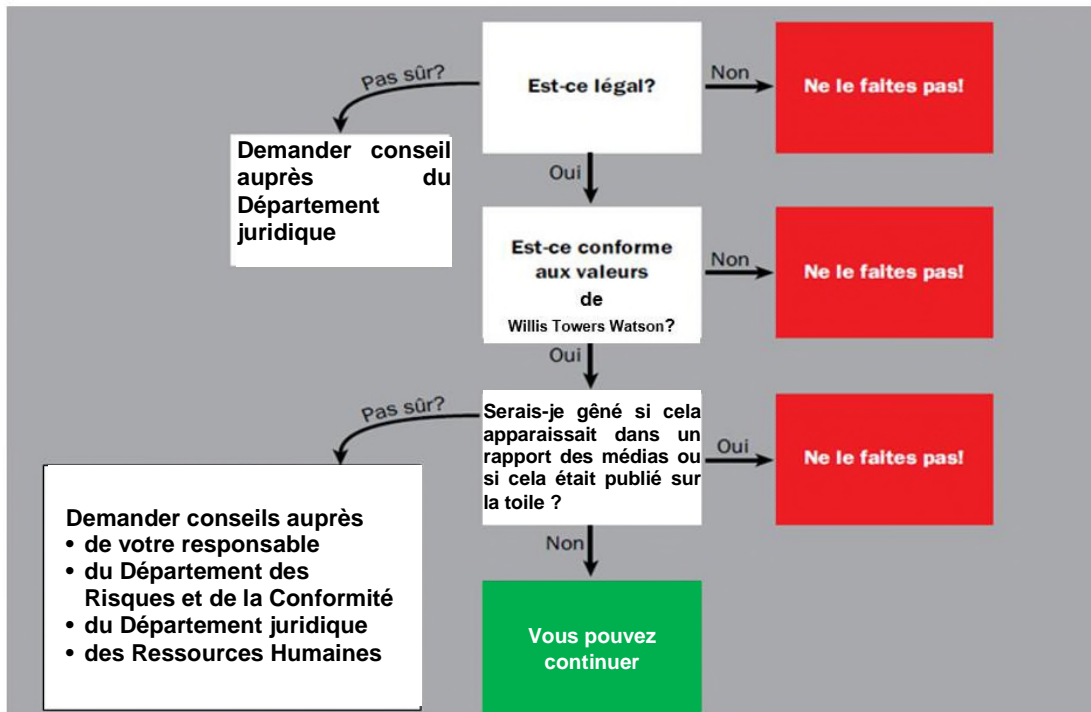 Pas sûr?
Est-ce légal?
Non
Ne le faites pas!
Demander conseil
auprès du
Département
juridique
Oui
Est-ce conforme
aux valeurs
de
Willis Towers Watson?
Non
Ne le faites pas!
Oui
Pas sûr?
Serais-je gêné si cela
apparaissait dans un
rapport des médias ou
si cela était publié sur
la toile ?
Oui
Ne le faites pas!
Demander conseils auprès
• de votre responsable
• du Département des
Risques et de la Conformité
• du Département juridique
• des Ressources Humaines
Non
Vous pouvez
continuer